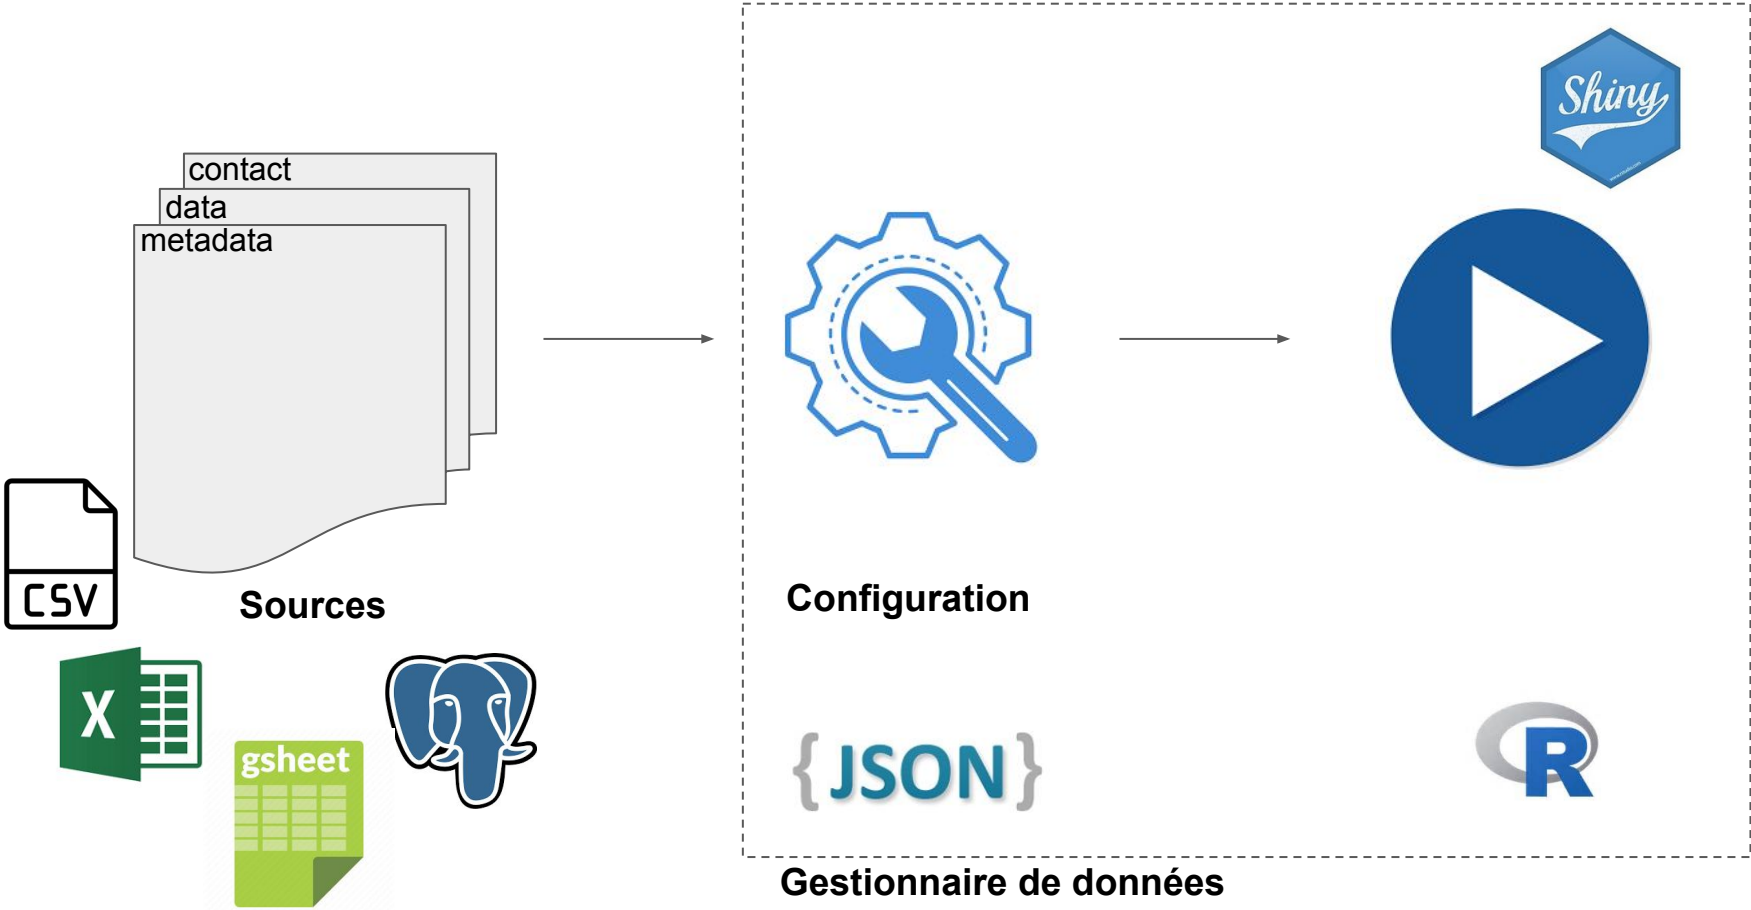 contact
data
metadata
Shiny
CSV
Sources
Configuration
X
gsheet
{JSON}
R
Gestionnaire de données